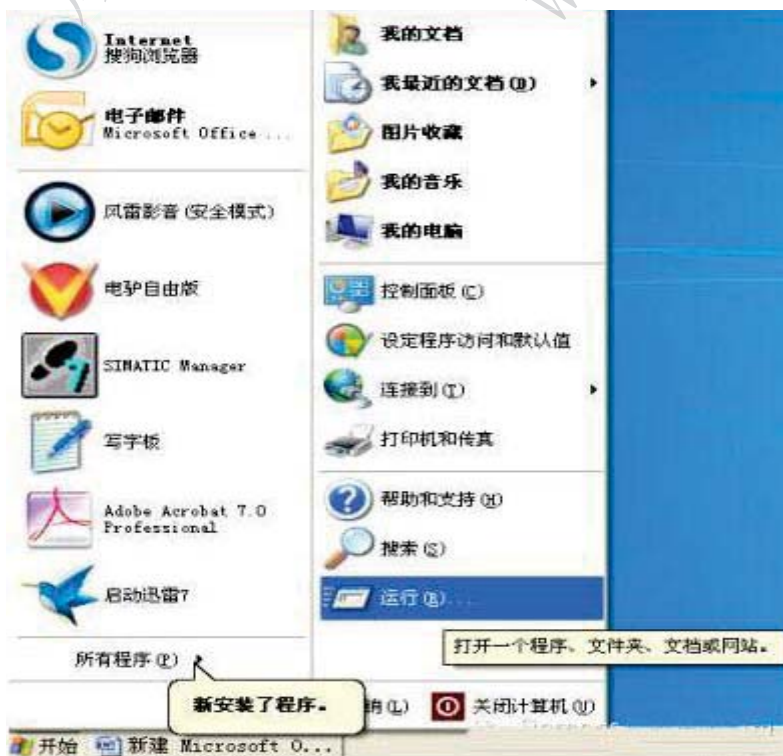 Internet
搜狗浏览器
电子邮件
Microsoft Office ...
风雷影音(安全模式)
电驴自由版
SIMATIC Manager
写字板
Adobe Acrobat 7.0
Professional
启动迅雷7
所有程序(P)
我的文档
我最近的文档(D)
图片收藏
我的音乐
我的电脑
控制面板(C)
设定程序访问和默认值
连接到(T)
打印机和传真
帮助和支持(H)
搜索(S)
运行(R)...
打开一个程序、文件夹、文档或网站。
新安装了程序。
销(L)
关闭计算机(U)
开始
新建 Microsoft O...